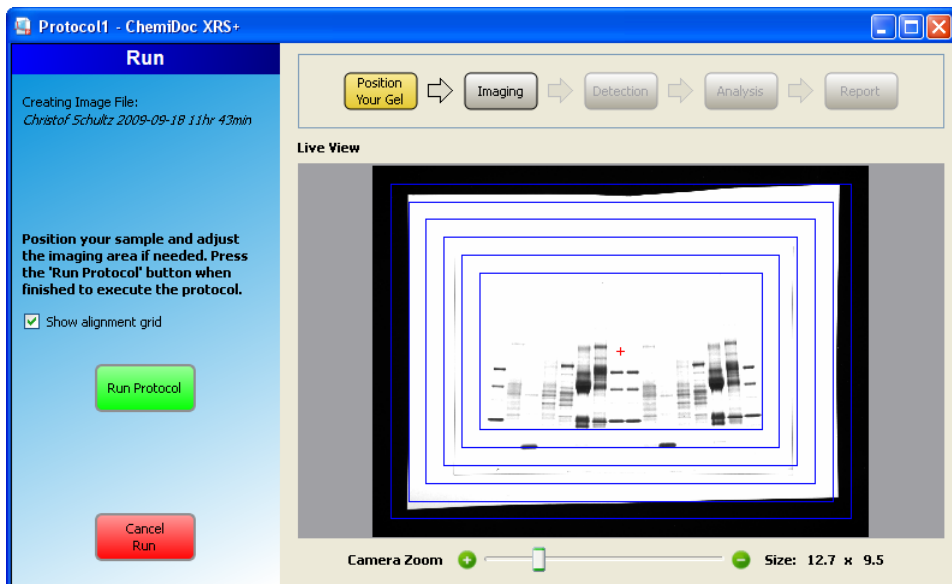 Protocol1 - ChemiDoc XRS+
Run
Creating Image File:
Christof Schultz 2009-09-18 11hr 43min
Position your sample and adjust
the imaging area if needed. Press
the 'Run Protocol' button when
finished to execute the protocol.
Show alignment grid
Run Protocol
Cancel
Run
Position
Your Gel
Imaging
Detection
Analysis
Report
Live View
Camera Zoom
Size: 12.7 x 9.5